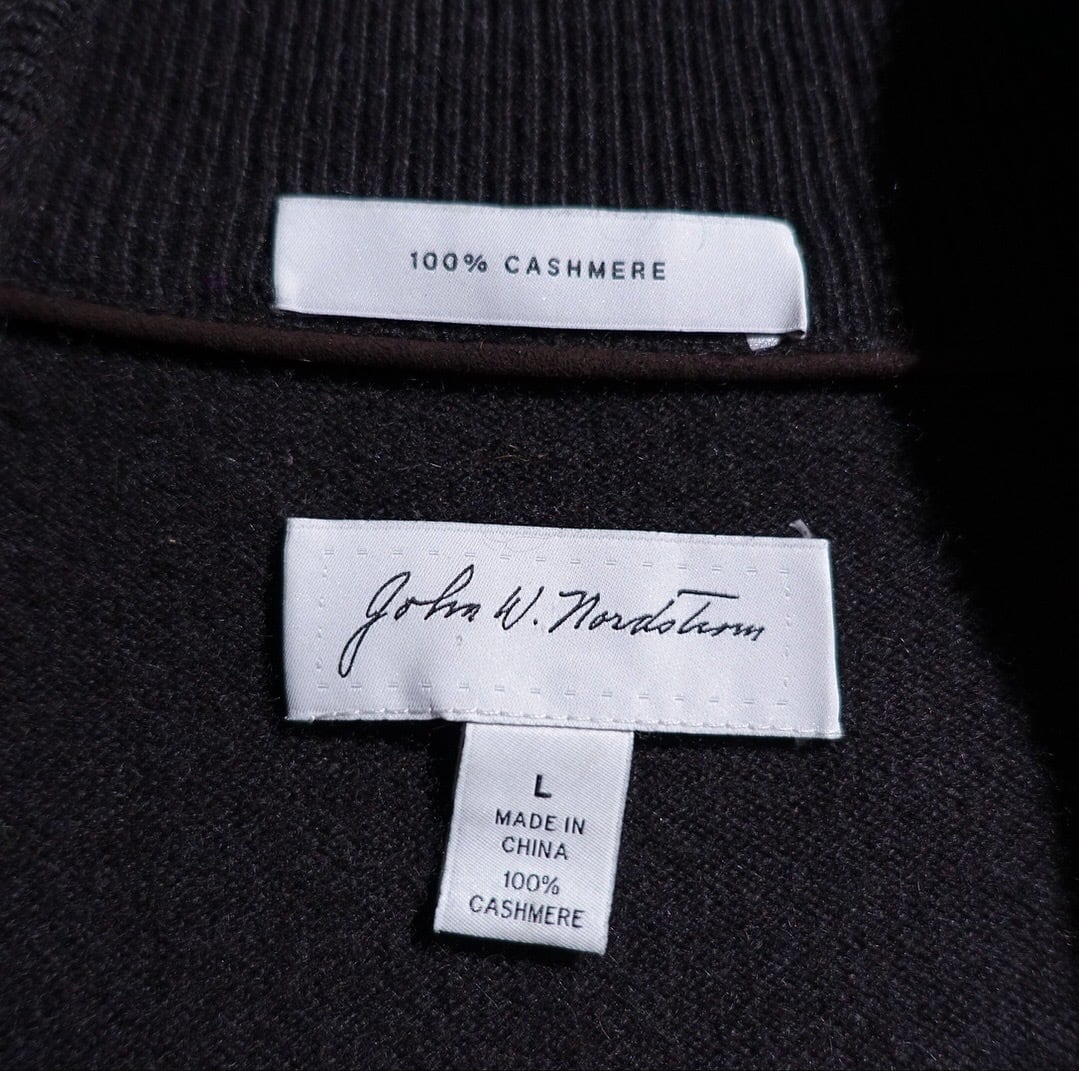 100% CASHMERE
John W. Nordstrom
L
MADE IN
CHINA
100%
CASHMERE